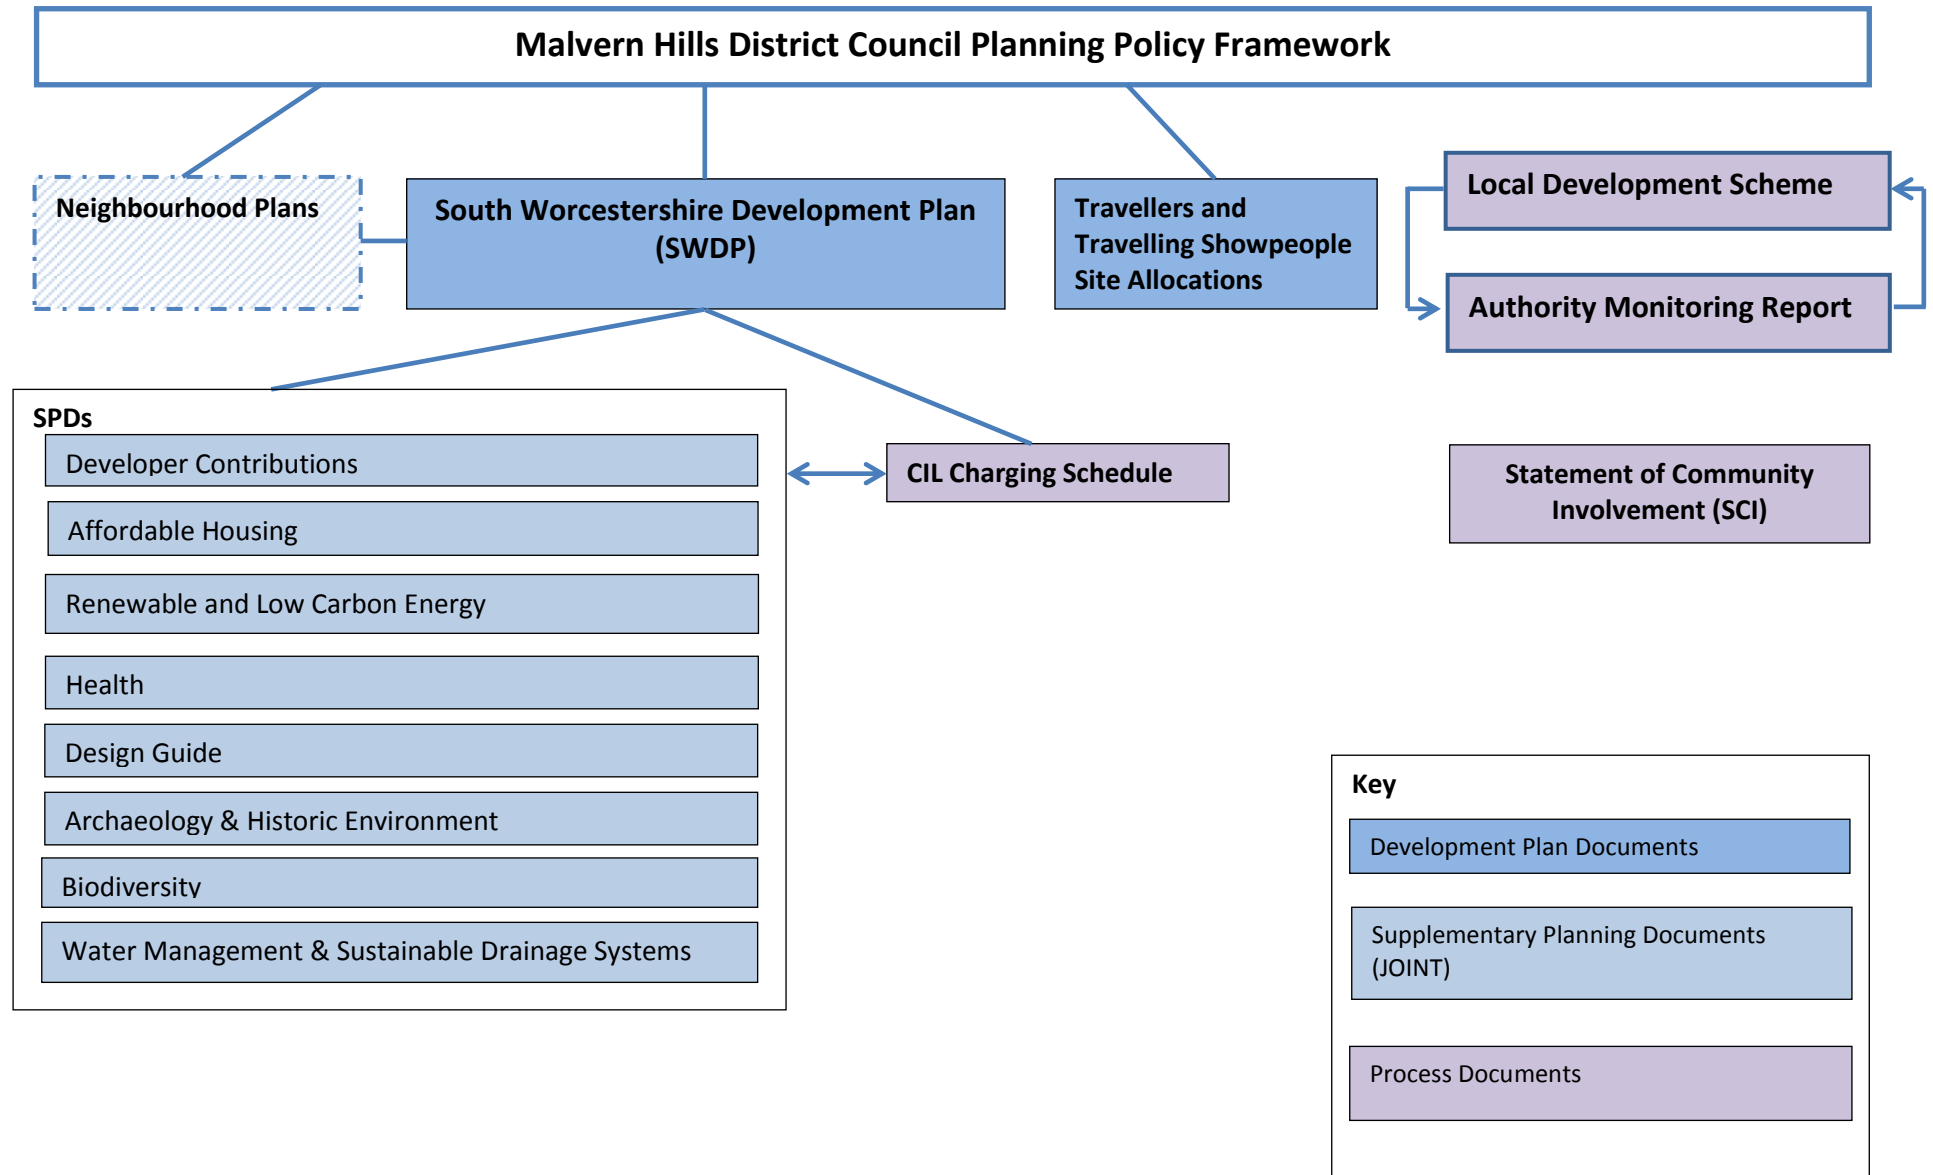 Malvern Hills District Council Planning Policy Framework
Neighbourhood Plans
South Worcestershire Development Plan
(SWDP)
Travellers and
Travelling Showpeople
Site Allocations
Local Development Scheme
Authority Monitoring Report
SPDs
Developer Contributions
Affordable Housing
Renewable and Low Carbon Energy
Health
Design Guide
Archaeology & Historic Environment
Biodiversity
Water Management & Sustainable Drainage Systems
CIL Charging Schedule
Statement of Community
Involvement (SCI)
Key
Development Plan Documents
Supplementary Planning Documents
(JOINT)
Process Documents